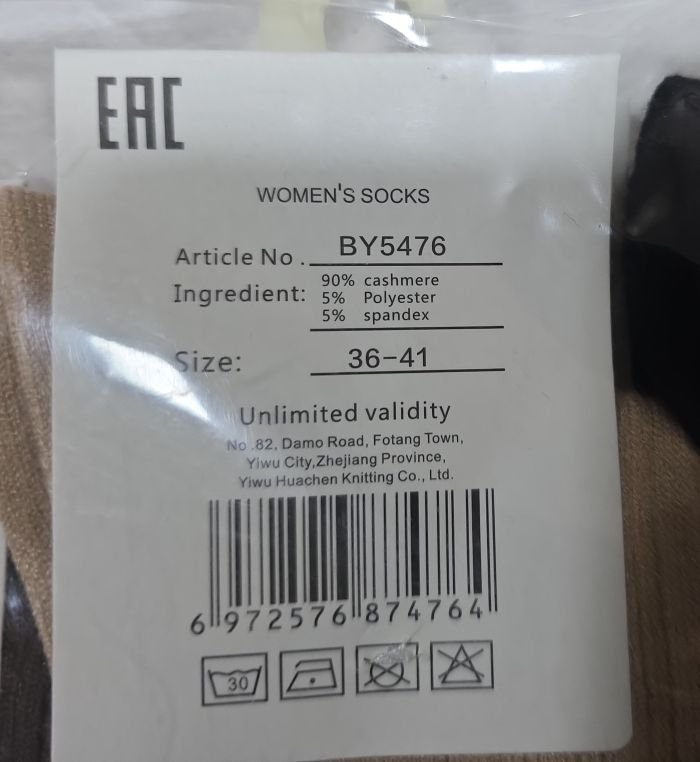 EAC
WOMEN'S SOCKS
Article No . BY5476
Ingredient: 90% cashmere
5% Polyester
5% spandex
Size: 36-41
Unlimited validity
No .82, Damo Road, Fotang Town,
Yiwu City,Zhejiang Province,
Yiwu Huachen Knitting Co., Ltd.
6 972576 874764
30